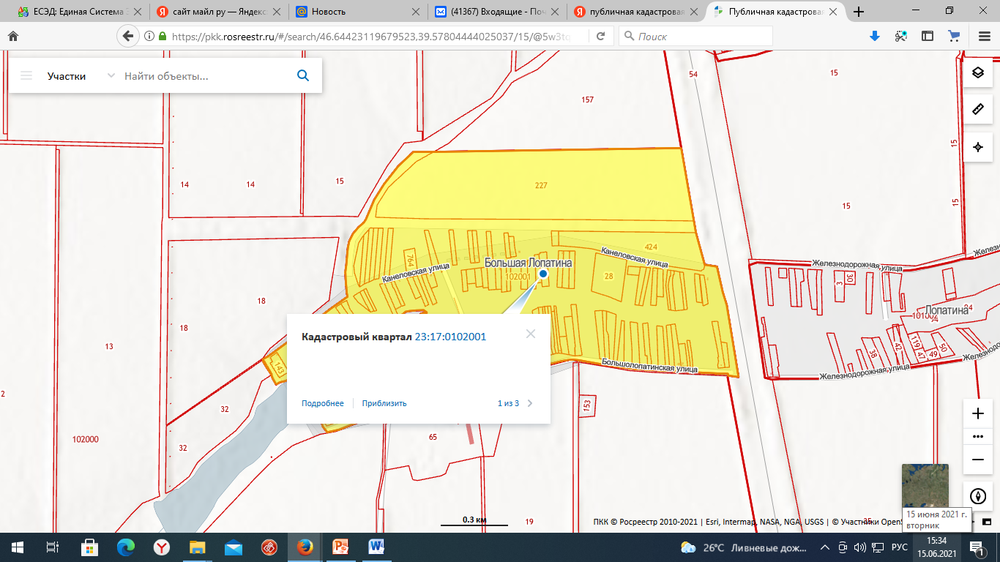 ЕСЭД: Единая Система Э
сайт майл ру — Яндекс
Новость
(41367) Входящие - Поч
публичная кадастровая
Публичная кадастровая
https://pkk.rosreestr.ru/#/search/46.64423119679523,39.57804444025037/15/@5w3tq
Поиск
Участки
Найти объекты...
54
15
157
15
14
14
15
227
15
15
424
Железнодорожная улица
Канеловская улица
764
Большая Лопатина
102001
28
Канеловская улица
3
30
Лопатина
101002
18
18
13
143
Кадастровый квартал 23:17:0102001
Подробнее
Приблизить
1 из 3
Большолопатинская улица
38
42
119
47
49
50
Железнодорожная улица
32
32
153
102000
65
19
0.3 км
ПКК © Росреестр 2010-2021 | Esri, Intermap, NASA, NGA, USGS | © Участники OpenS
15 июня 2021 г.
вторник
26°C Ливневые дож...
РУС
15:34
15.06.2021
1